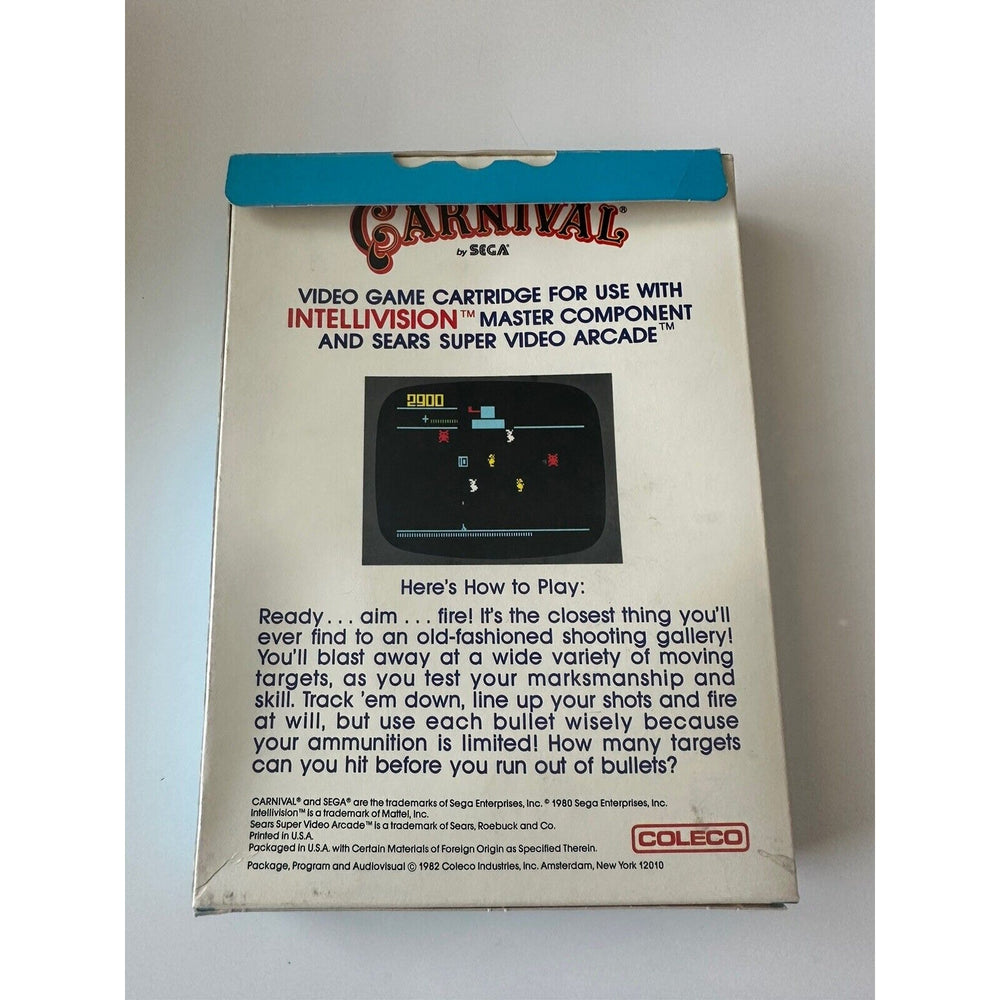 CARNIVAL®
by SEGA®
VIDEO GAME CARTRIDGE FOR USE WITH
INTELLIVISION™ MASTER COMPONENT
AND SEARS SUPER VIDEO ARCADE™
2900
10
Here's How to Play:
Ready... aim... fire! It's the closest thing you'll
ever find to an old-fashioned shooting gallery!
You'll blast away at a wide variety of moving
targets, as you test your marksmanship and
skill. Track 'em down, line up your shots and fire
at will, but use each bullet wisely because
your ammunition is limited! How many targets
can you hit before you run out of bullets?
CARNIVAL® and SEGA® are the trademarks of Sega Enterprises, Inc. © 1980 Sega Enterprises, Inc.
Intellivision™ is a trademark of Mattel, Inc.
Sears Super Video Arcade™ is a trademark of Sears, Roebuck and Co.
Printed in U.S.A.
Packaged in U.S.A. with Certain Materials of Foreign Origin as Specified Therein.
Package, Program and Audiovisual © 1982 Coleco Industries, Inc. Amsterdam, New York 12010
COLECO